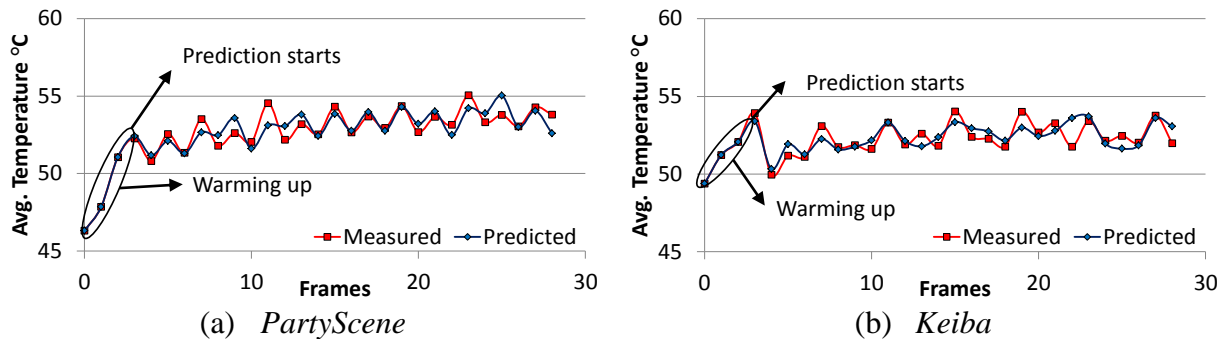 Avg. Temperature °C
60
55
50
45
Prediction starts
Warming up
Measured Predicted
0 10 20 30
Frames
(a) PartyScene
Avg. Temperature °C
60
55
50
45
Prediction starts
Warming up
Measured Predicted
0 10 20 30
Frames
(b) Keiba